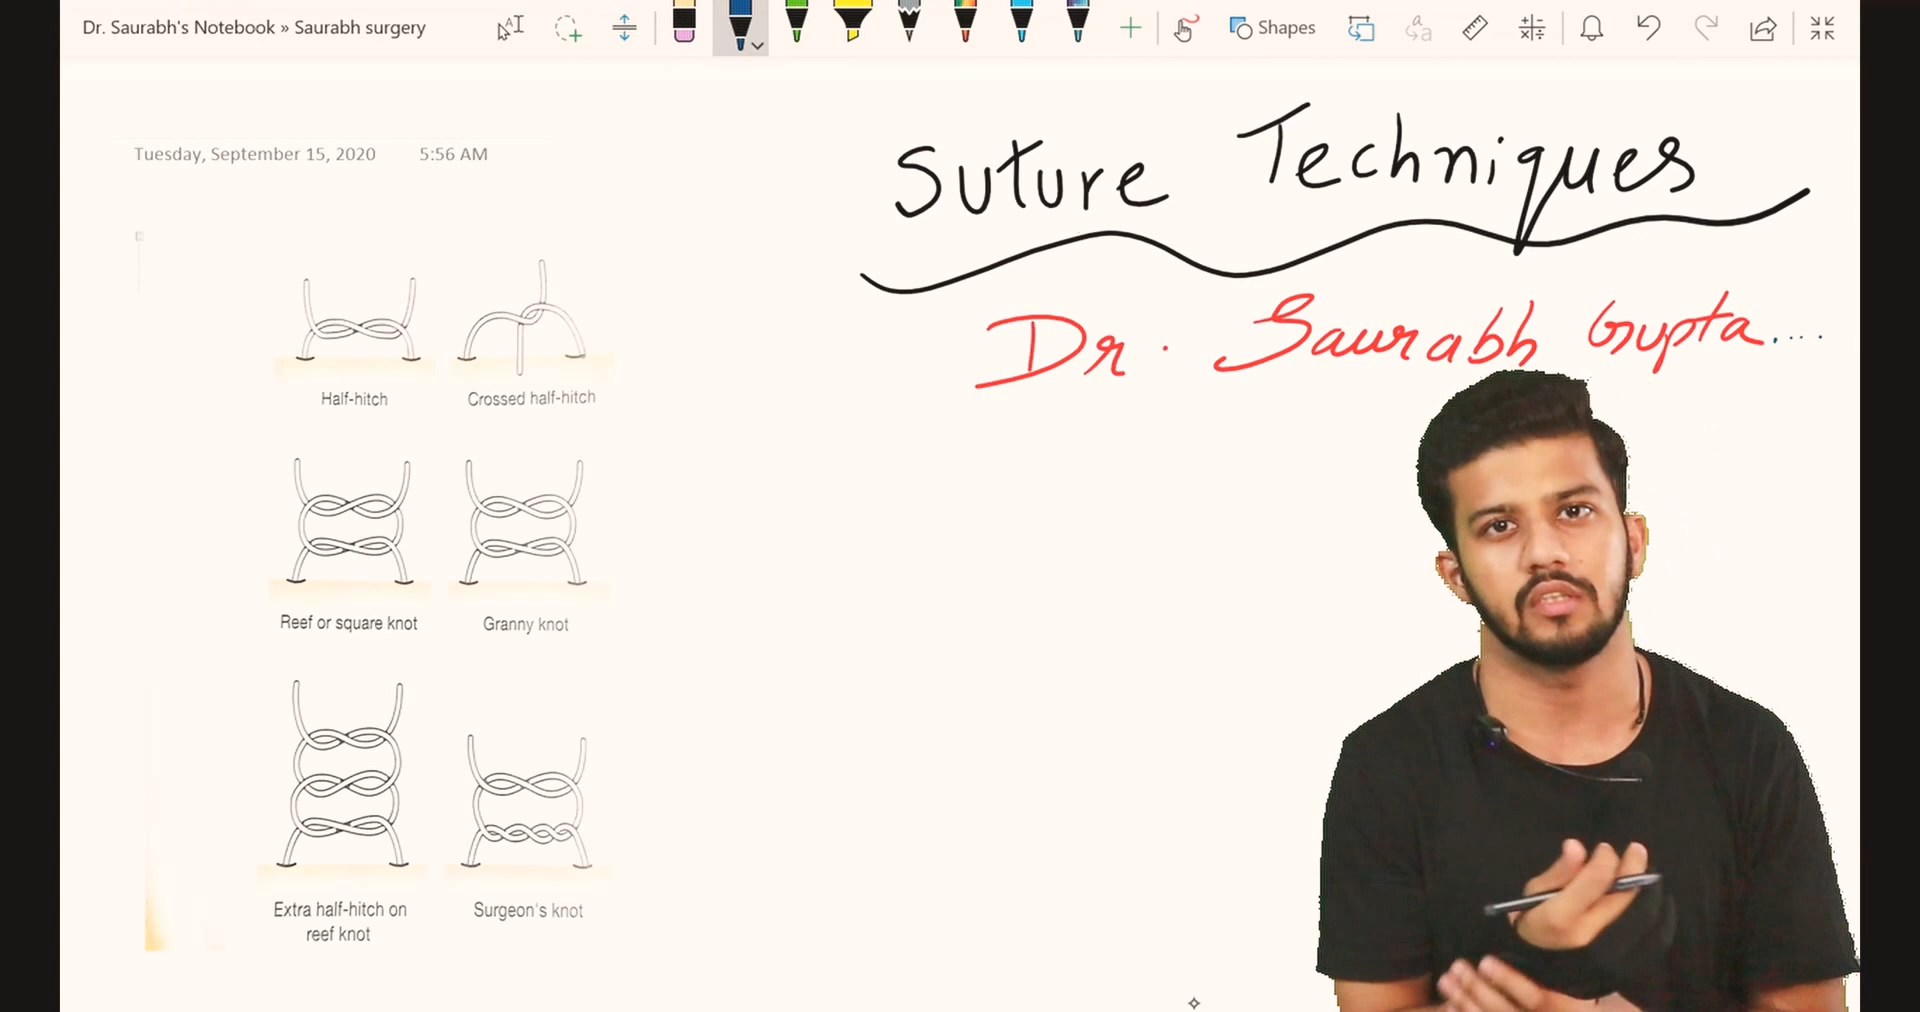 Dr. Saurabh's Notebook » Saurabh surgery
Shapes
Tuesday, September 15, 2020 5:56 AM
Suture Techniques
Dr. Saurabh Gupta....
Half-hitch
Crossed half-hitch
Reef or square knot
Granny knot
Extra half-hitch on
reef knot
Surgeon's knot